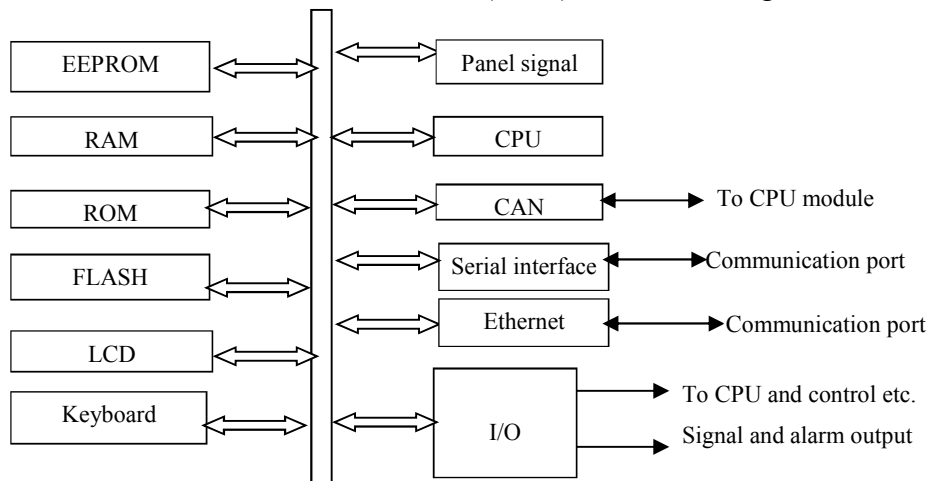 EEPROM
Panel signal
RAM
CPU
ROM
CAN
To CPU module
FLASH
Serial interface
Communication port
Ethernet
Communication port
LCD
Keyboard
I/O
To CPU and control etc.
Signal and alarm output